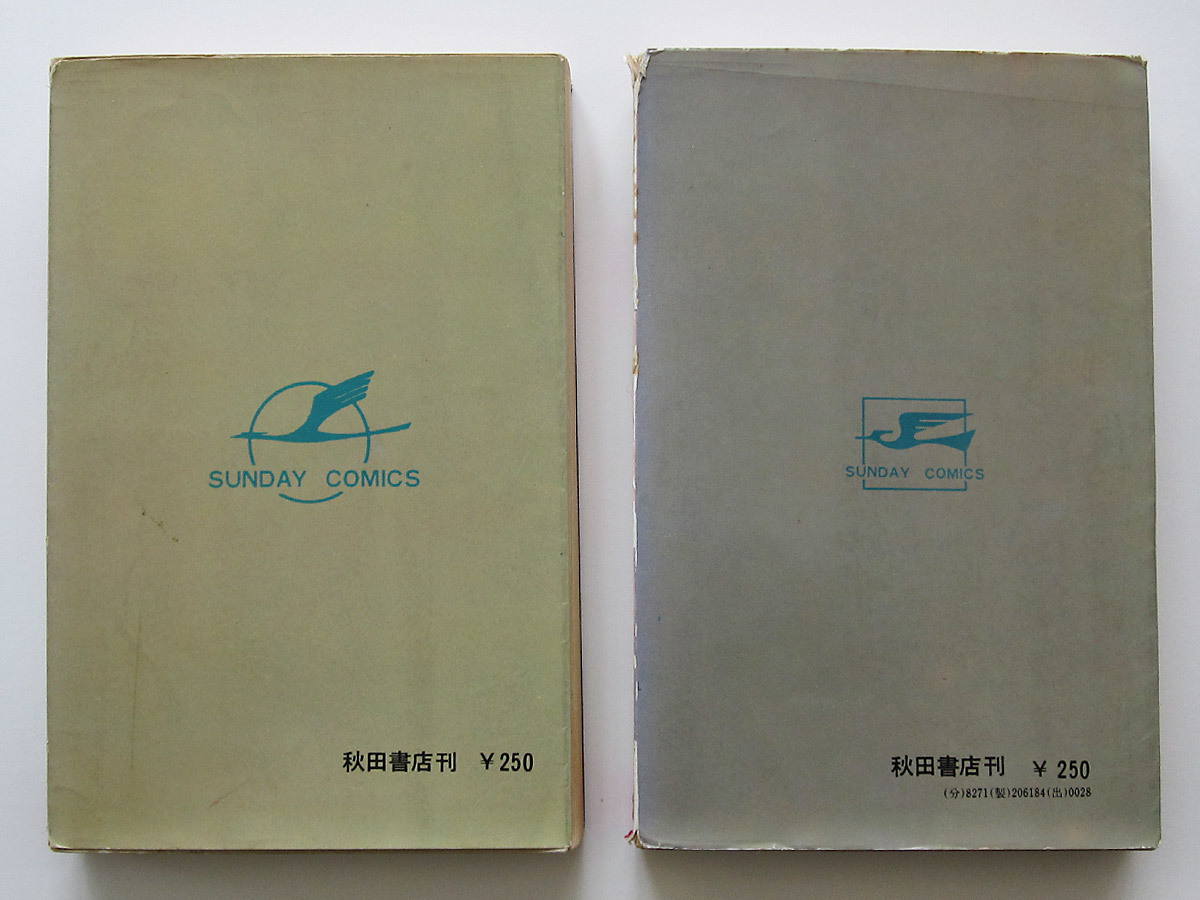 SUNDAY COMICS
秋田書店刊 ¥250
SUNDAY COMICS
秋田書店刊 ¥ 250
(分)8271(製)206184(出)0028